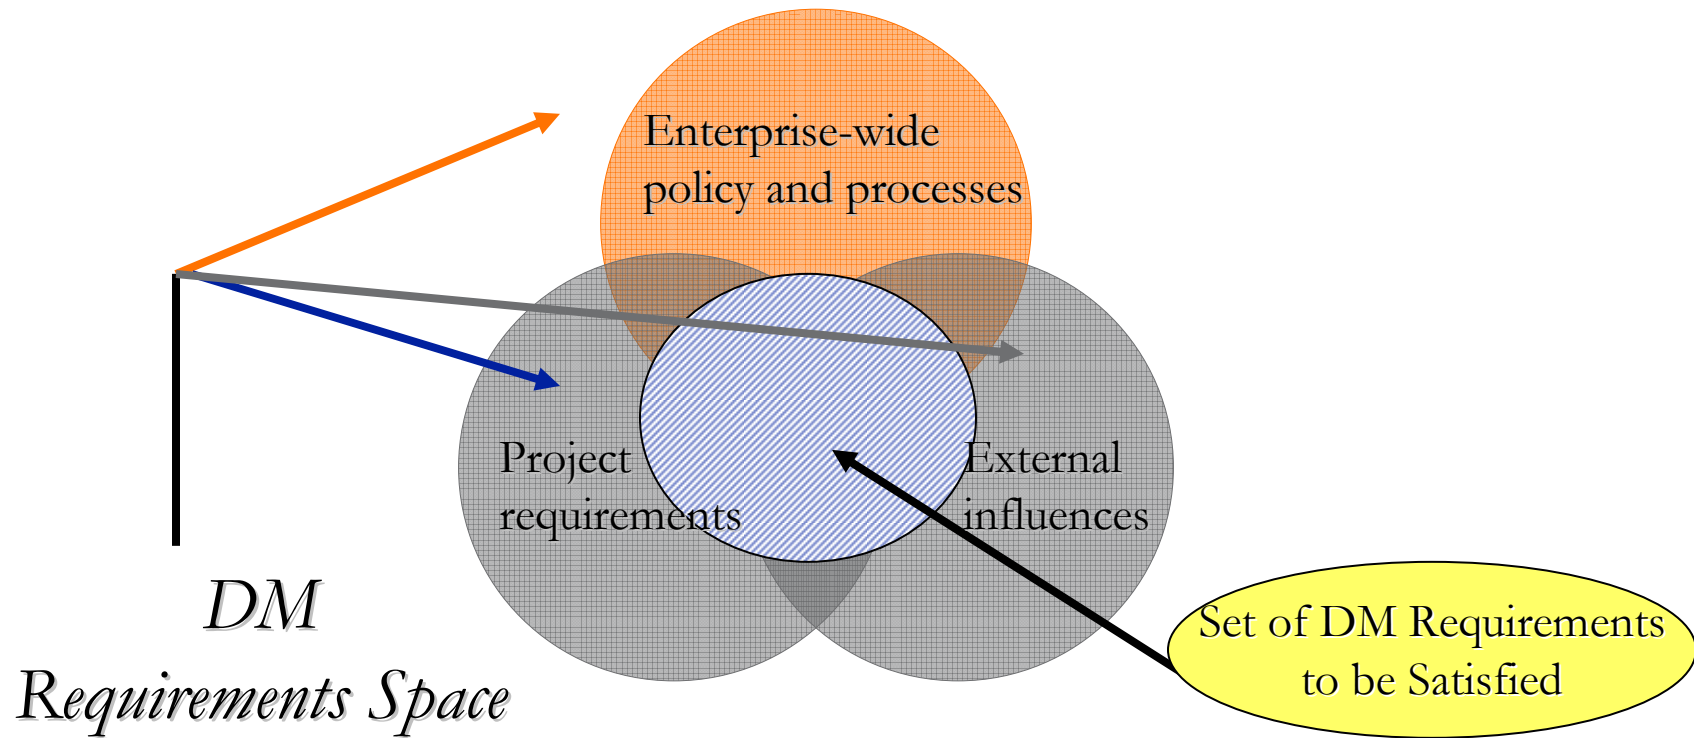 Enterprise-wide
policy and processes
Project
requirements
External
influences
DM
Requirements Space
Set of DM Requirements
to be Satisfied